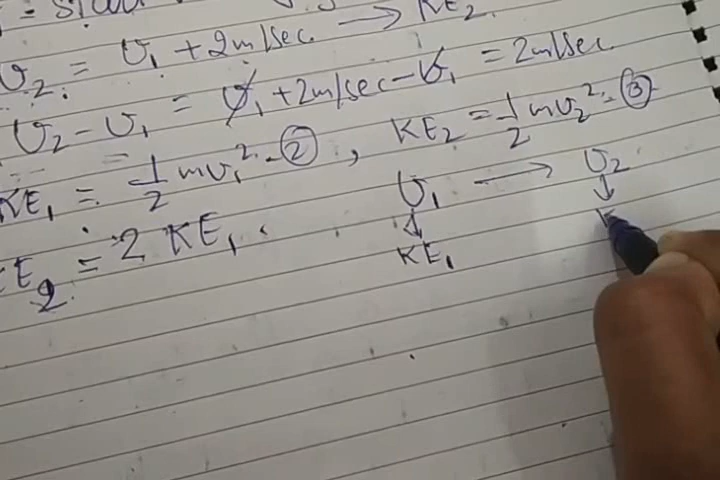 → KE₂
υ₂ = υ₁ + 2m/sec
υ₂ - υ₁ = υ₁ + 2m/sec - υ₁ = 2m/sec
KE₁ = 1/2 mυ₁² - ②, KE₂ = 1/2 mυ₂² - ③
υ₁ → υ₂
KE₂ = 2 KE₁
KE₁